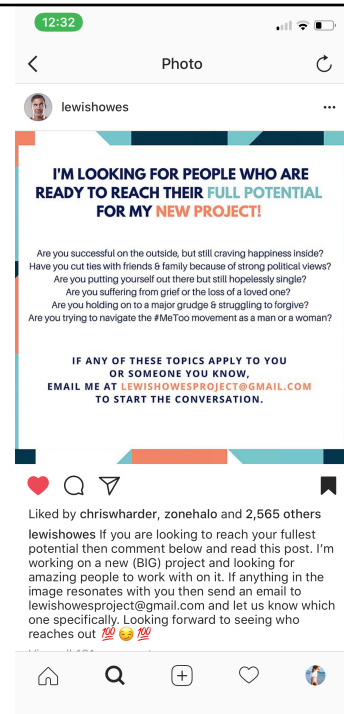 12:32
Photo
lewishowes
I'M LOOKING FOR PEOPLE WHO ARE
READY TO REACH THEIR FULL POTENTIAL
FOR MY NEW PROJECT!
Are you successful on the outside, but still craving happiness inside?
Have you cut ties with friends & family because of strong political views?
Are you putting yourself out there but still hopelessly single?
Are you suffering from grief or the loss of a loved one?
Are you holding on to a major grudge & struggling to forgive?
Are you trying to navigate the #MeToo movement as a man or a woman?
IF ANY OF THESE TOPICS APPLY TO YOU
OR SOMEONE YOU KNOW,
EMAIL ME AT LEWISHOWESPROJECT@GMAIL.COM
TO START THE CONVERSATION.
Liked by chriswharder, zonehalo and 2,565 others
lewishowes If you are looking to reach your fullest
potential then comment below and read this post. I'm
working on a new (BIG) project and looking for
amazing people to work with on it. If anything in the
image resonates with you then send an email to
lewishowesproject@gmail.com and let us know which
one specifically. Looking forward to seeing who
reaches out 💯 😏 💯